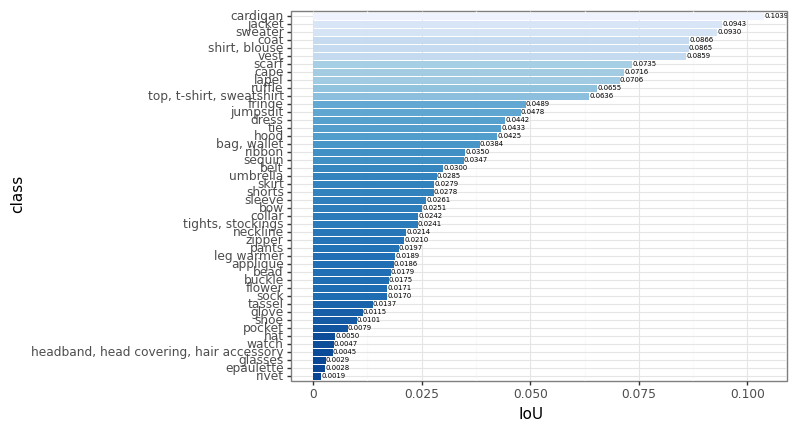 cardigan 0.1039
jacket 0.0943
sweater 0.0930
coat 0.0866
shirt, blouse 0.0865
vest 0.0859
scarf 0.0735
cape 0.0716
lapel 0.0706
ruffle 0.0655
top, t-shirt, sweatshirt 0.0636
fringe 0.0489
jumpsuit 0.0478
dress 0.0442
tie 0.0433
hood 0.0425
bag, wallet 0.0384
ribbon 0.0350
sequin 0.0347
belt 0.0300
umbrella 0.0285
skirt 0.0279
shorts 0.0278
sleeve 0.0261
bow 0.0251
collar 0.0242
tights, stockings 0.0241
neckline 0.0214
zipper 0.0210
pants 0.0197
leg warmer 0.0189
applique 0.0186
bead 0.0179
buckle 0.0175
flower 0.0171
sock 0.0170
tassel 0.0137
glove 0.0115
shoe 0.0101
pocket 0.0079
hat 0.0050
watch 0.0047
headband, head covering, hair accessory 0.0045
glasses 0.0029
epaulette 0.0028
rivet 0.0019
class
0 0.025 0.050 0.075 0.100
IoU